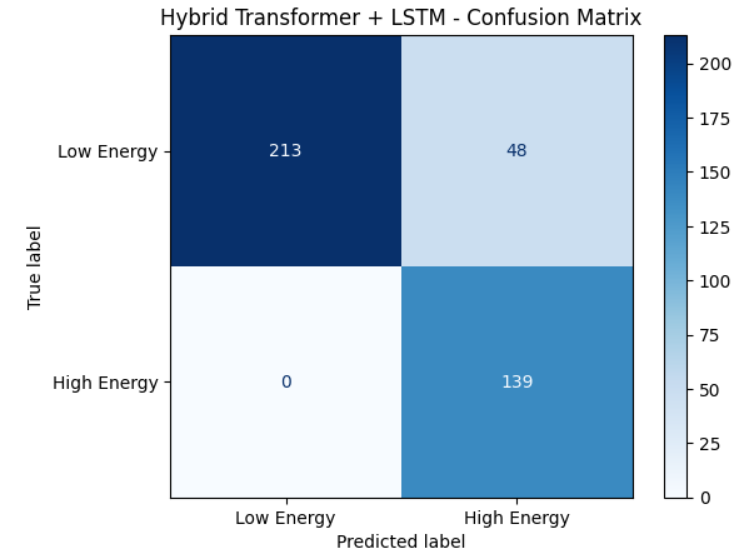 Hybrid Transformer + LSTM - Confusion Matrix
True label
Low Energy
213
48
High Energy
0
139
Low Energy
High Energy
Predicted label
200
175
150
125
100
75
50
25
0